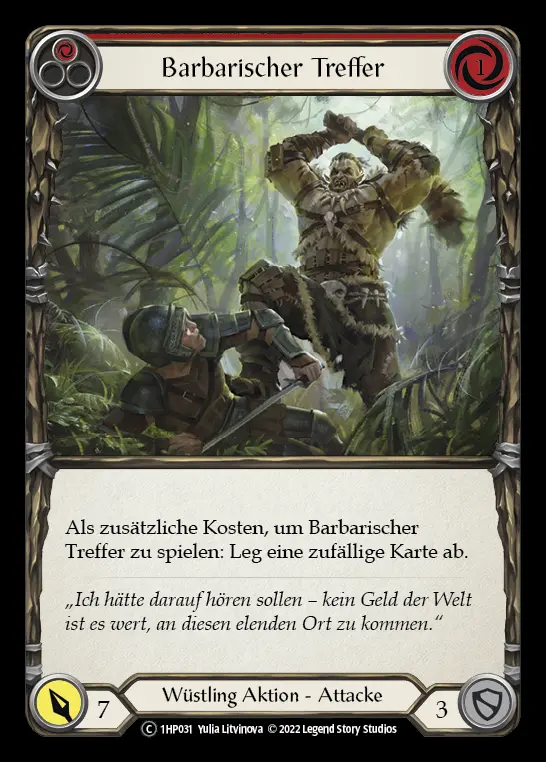 Barbarischer Treffer
1
Als zusätzliche Kosten, um Barbarischer
Treffer zu spielen: Leg eine zufällige Karte ab.
„Ich hätte darauf hören sollen – kein Geld der Welt
ist es wert, an diesen elenden Ort zu kommen.“
7
Wüstling Aktion - Attacke
3
C 1HP031 Yulia Litvinova © 2022 Legend Story Studios